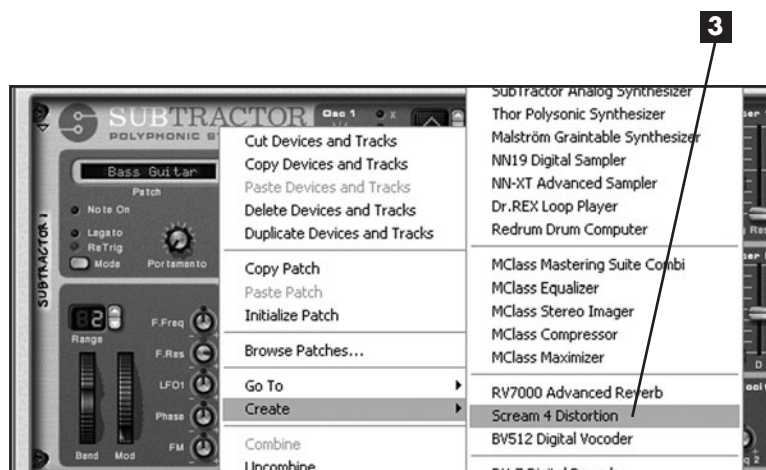 3
SUBTRACTOR
POLYPHONIC
Osc 1
X
Bass Guitar
Patch
Note On
Legato
ReTrig
Mode
Portamento
SUBTRACTOR 1
2
Range
F.Freq
F.Res
LFO1
Phase
FM
Bend
Mod
Cut Devices and Tracks
Copy Devices and Tracks
Paste Devices and Tracks
Delete Devices and Tracks
Duplicate Devices and Tracks
Copy Patch
Paste Patch
Initialize Patch
Browse Patches...
Go To
Create
Combine
Uncombine
SubTractor Analog Synthesizer
Thor Polysonic Synthesizer
Malström Graintable Synthesizer
NN19 Digital Sampler
NN-XT Advanced Sampler
Dr.REX Loop Player
Redrum Drum Computer
MClass Mastering Suite Combi
MClass Equalizer
MClass Stereo Imager
MClass Compressor
MClass Maximizer
RV7000 Advanced Reverb
Scream 4 Distortion
BV512 Digital Vocoder
Res
D